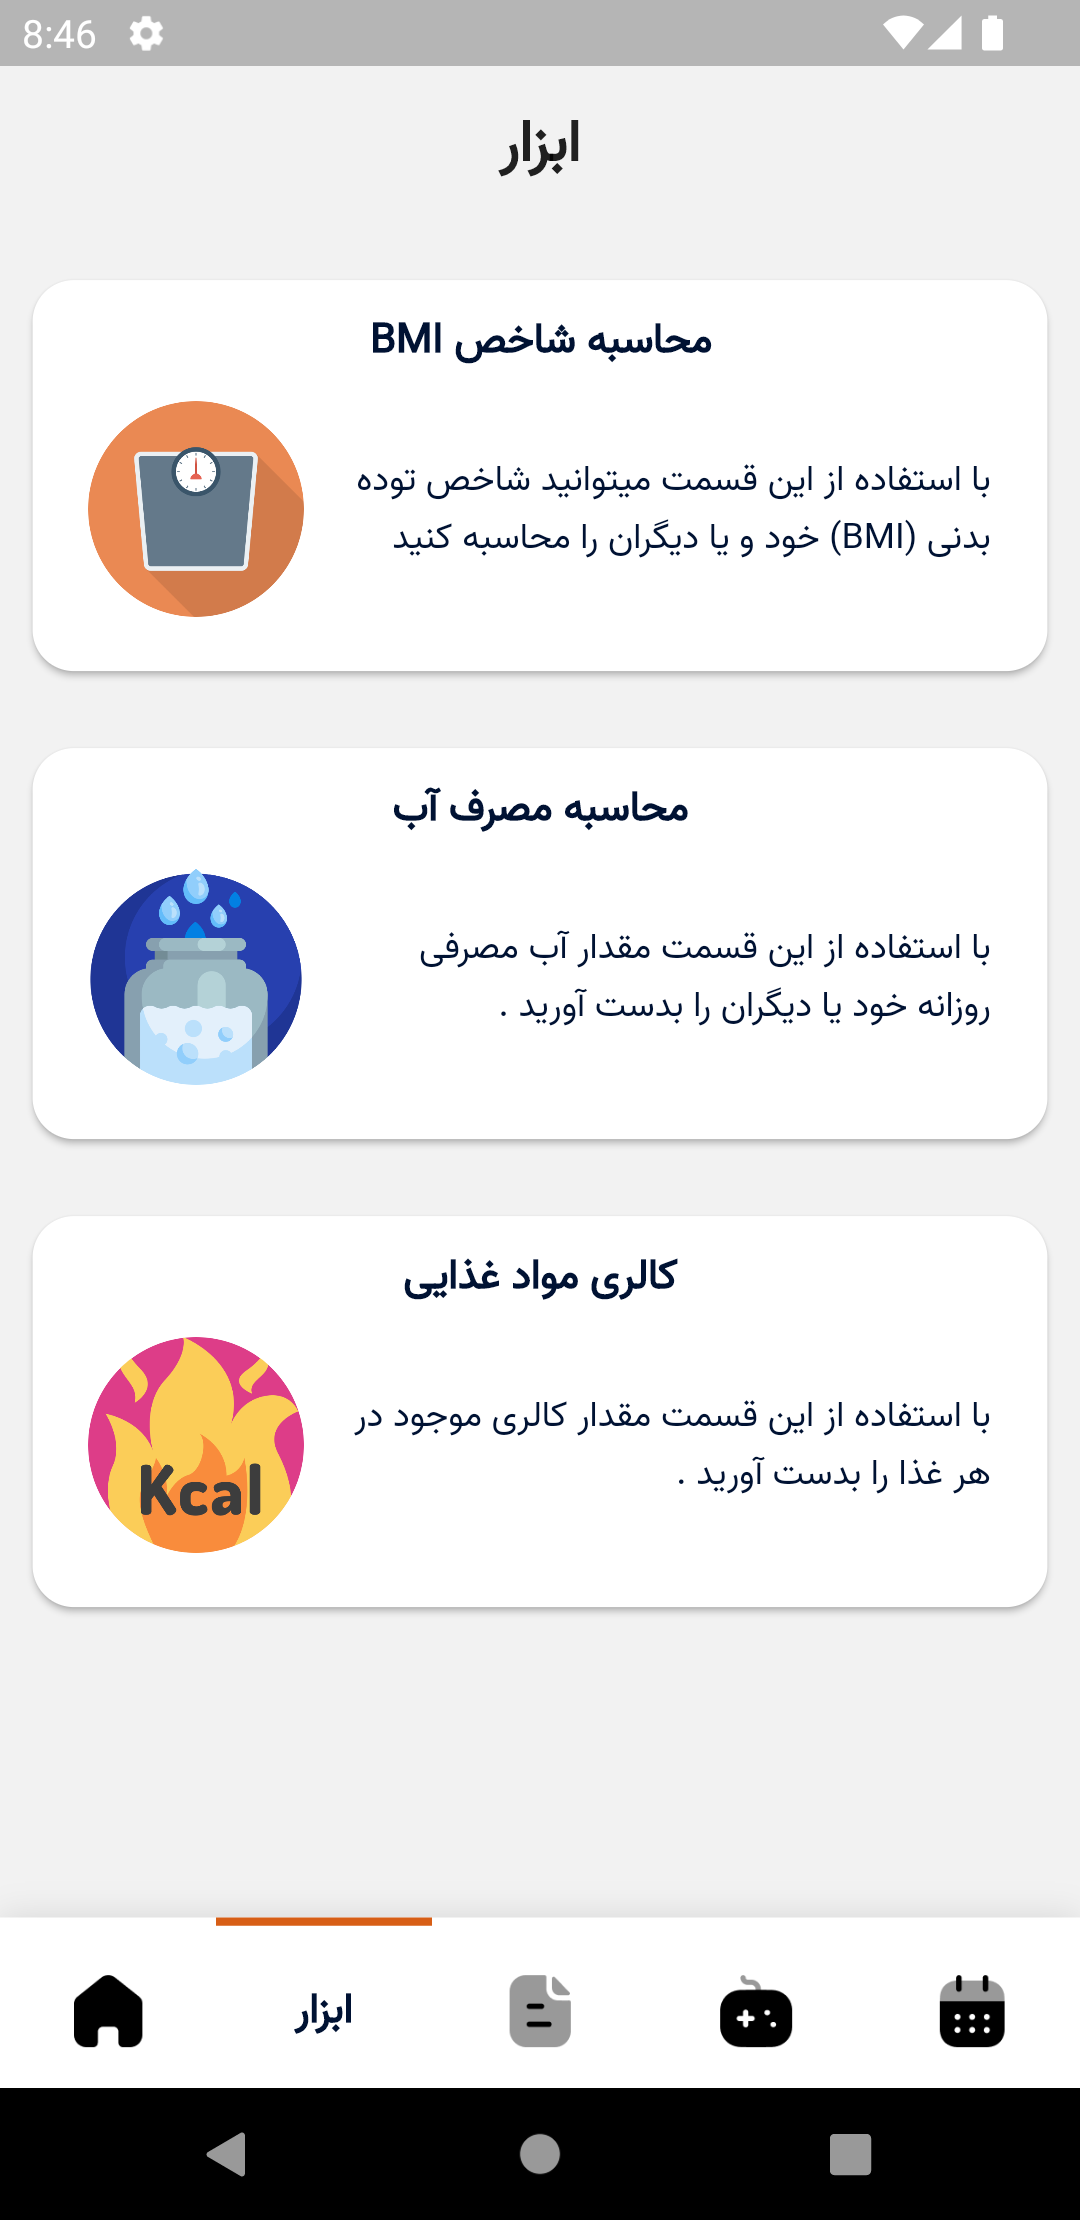 8:46
ابزار
محاسبه شاخص BMI
با استفاده از این قسمت میتوانید شاخص توده
بدنی (BMI) خود و یا دیگران را محاسبه کنید
محاسبه مصرف آب
با استفاده از این قسمت مقدار آب مصرفی
روزانه خود یا دیگران را بدست آورید .
کالری مواد غذایی
با استفاده از این قسمت مقدار کالری موجود در
هر غذا را بدست آورید .
Kcal
ابزار